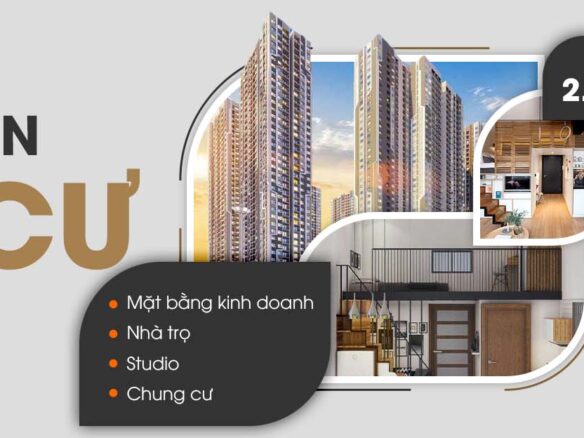 N
CƯ
2.
Mặt bằng kinh doanh
Nhà trọ
Studio
Chung cư